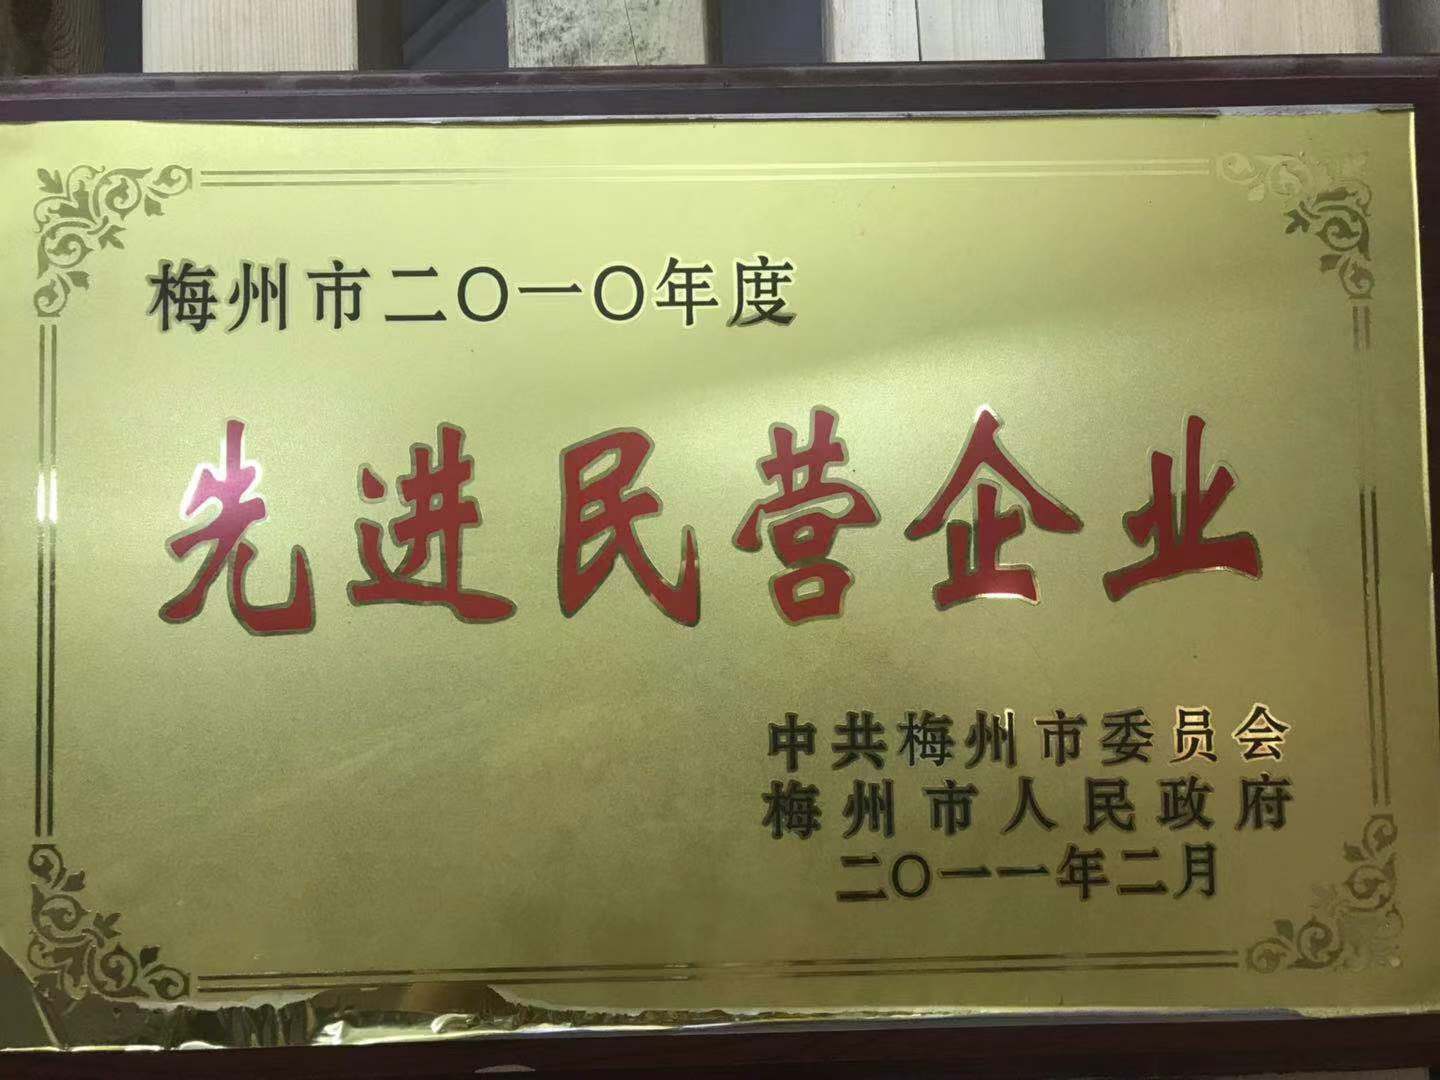 梅州市二〇一〇年度
先进民营企业
中共梅州市委员会
梅州市人民政府
二〇一一年二月